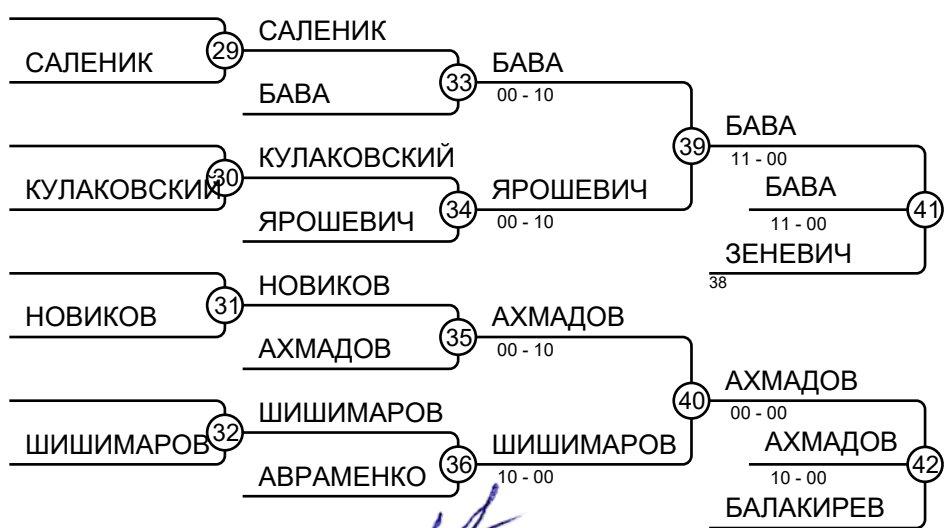 САЛЕНИК
29
САЛЕНИК
БАВА
33
БАВА
00 - 10
КУЛАКОВСКИЙ
30
КУЛАКОВСКИЙ
ЯРОШЕВИЧ
34
ЯРОШЕВИЧ
00 - 10
39
БАВА
11 - 00
БАВА
11 - 00
41
ЗЕНЕВИЧ
38
НОВИКОВ
31
НОВИКОВ
АХМАДОВ
35
АХМАДОВ
00 - 10
ШИШИМАРОВ
32
ШИШИМАРОВ
АВРАМЕНКО
36
ШИШИМАРОВ
10 - 00
40
АХМАДОВ
00 - 00
АХМАДОВ
10 - 00
42
БАЛАКИРЕВ